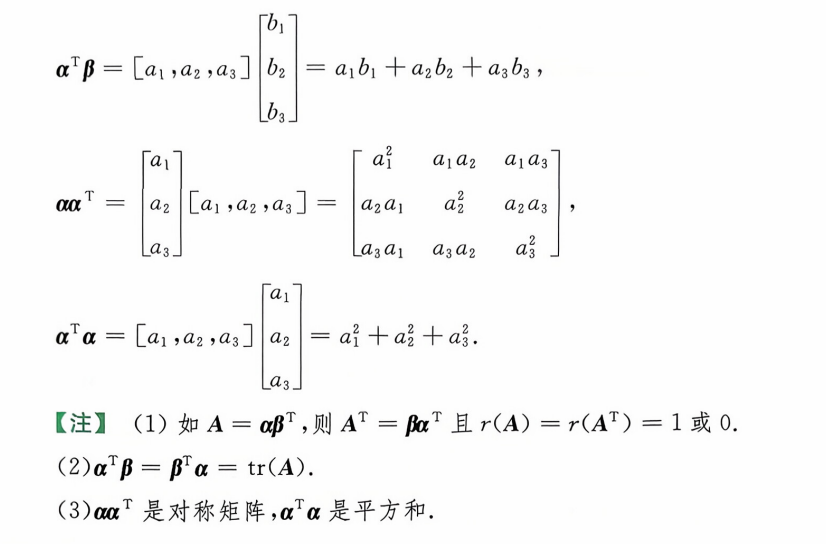 αᵀβ = [a₁,a₂,a₃] [b₁ b₂ b₃] = a₁b₁ + a₂b₂ + a₃b₃,
ααᵀ = [a₁ a₂ a₃] [a₁,a₂,a₃] = [a₁² a₁a₂ a₁a₃ a₂a₁ a₂² a₂a₃ a₃a₁ a₃a₂ a₃²],
αᵀα = [a₁,a₂,a₃] [a₁ a₂ a₃] = a₁² + a₂² + a₃².
【注】 (1) 如 A = αβᵀ,则 Aᵀ = βαᵀ 且 r(A) = r(Aᵀ) = 1 或 0.
(2)αᵀβ = βᵀα = tr(A).
(3)ααᵀ 是对称矩阵,αᵀα 是平方和.